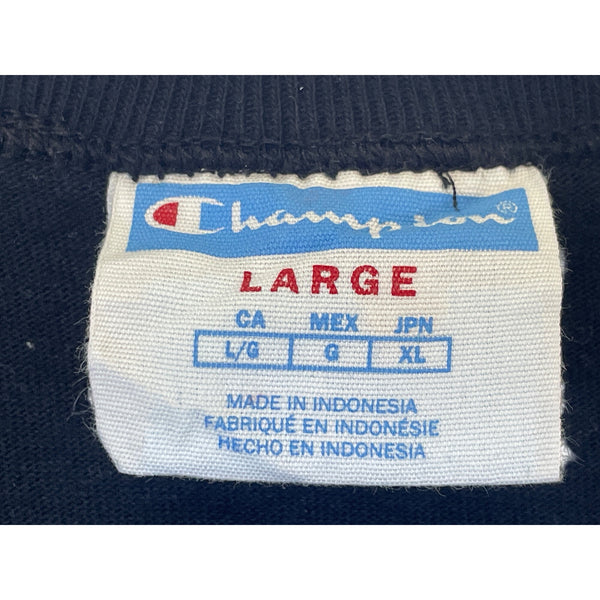 Champion®
LARGE
CA MEX JPN
L/G G XL
MADE IN INDONESIA
FABRIQUÉ EN INDONÉSIE
HECHO EN INDONESIA